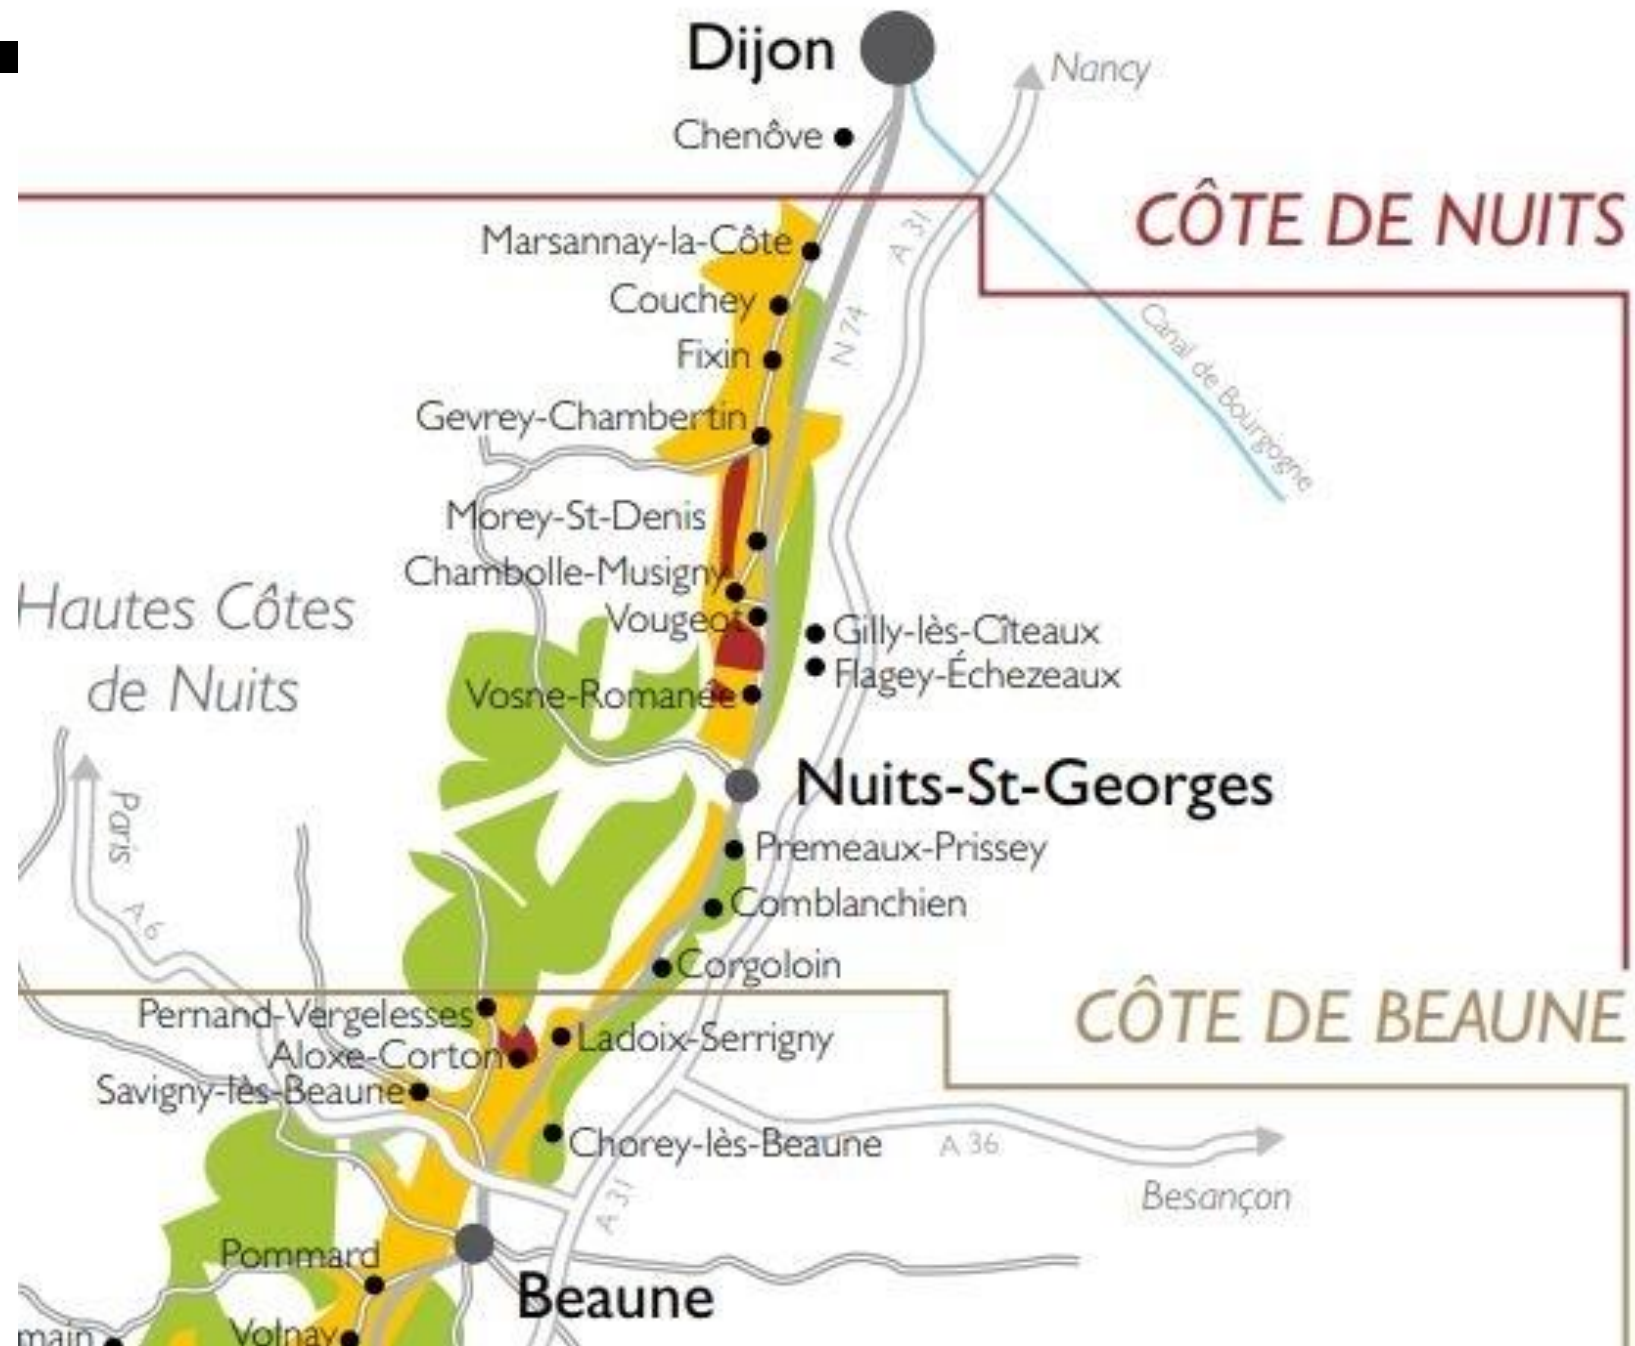 Dijon
Nancy
Chenôve
CÔTE DE NUITS
Marsannay-la-Côte
A 31
Couchey
N 74
Canal de Bourgogne
Fixin
Gevrey-Chambertin
Morey-St-Denis
Chambolle-Musigny
Hautes Côtes
de Nuits
Vougeot
Gilly-lès-Cîteaux
Flagey-Échezeaux
Vosne-Romanée
Nuits-St-Georges
Paris
Premeaux-Prissey
A 6
Comblanchien
Corgoloin
CÔTE DE BEAUNE
Pernand-Vergelesses
Ladoix-Serrigny
Aloxe-Corton
Savigny-lès-Beaune
Chorey-lès-Beaune
A 36
A 31
Besançon
Pommard
Beaune
Volnay
main